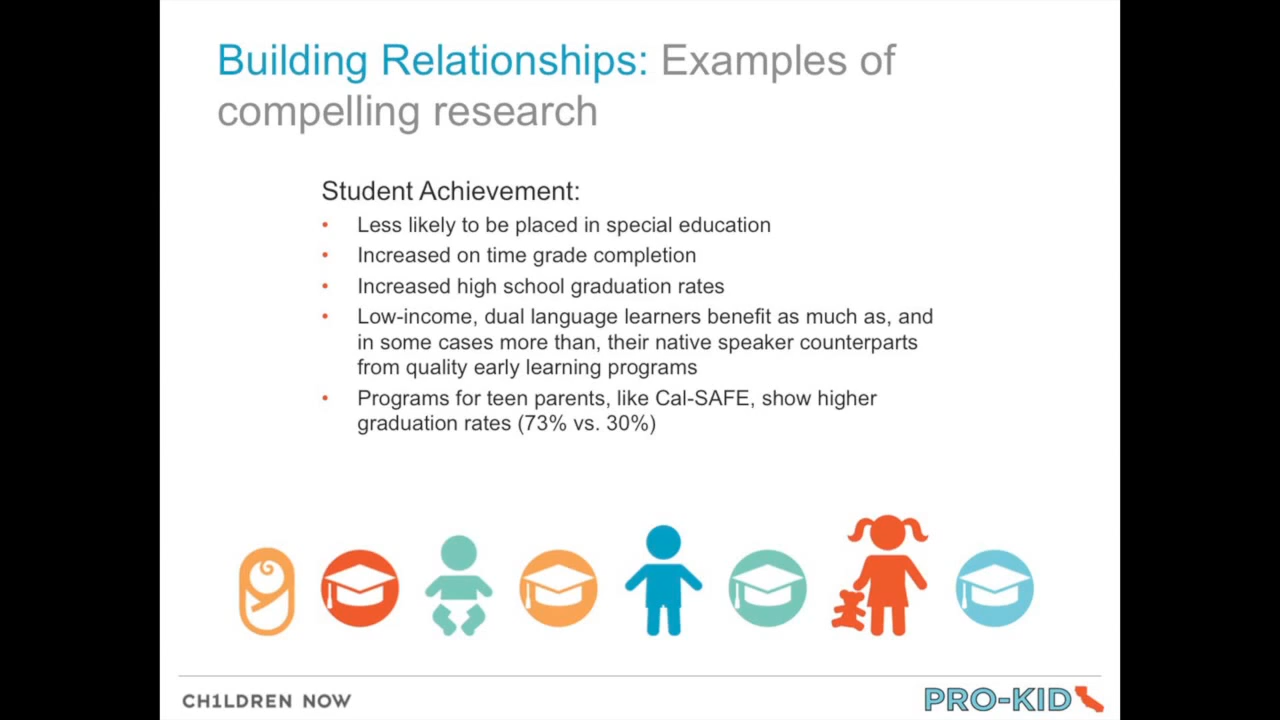 Building Relationships: Examples of
compelling research
Student Achievement:
• Less likely to be placed in special education
• Increased on time grade completion
• Increased high school graduation rates
• Low-income, dual language learners benefit as much as, and
in some cases more than, their native speaker counterparts
from quality early learning programs
• Programs for teen parents, like Cal-SAFE, show higher
graduation rates (73% vs. 30%)
CH1LDREN NOW
PRO-KID